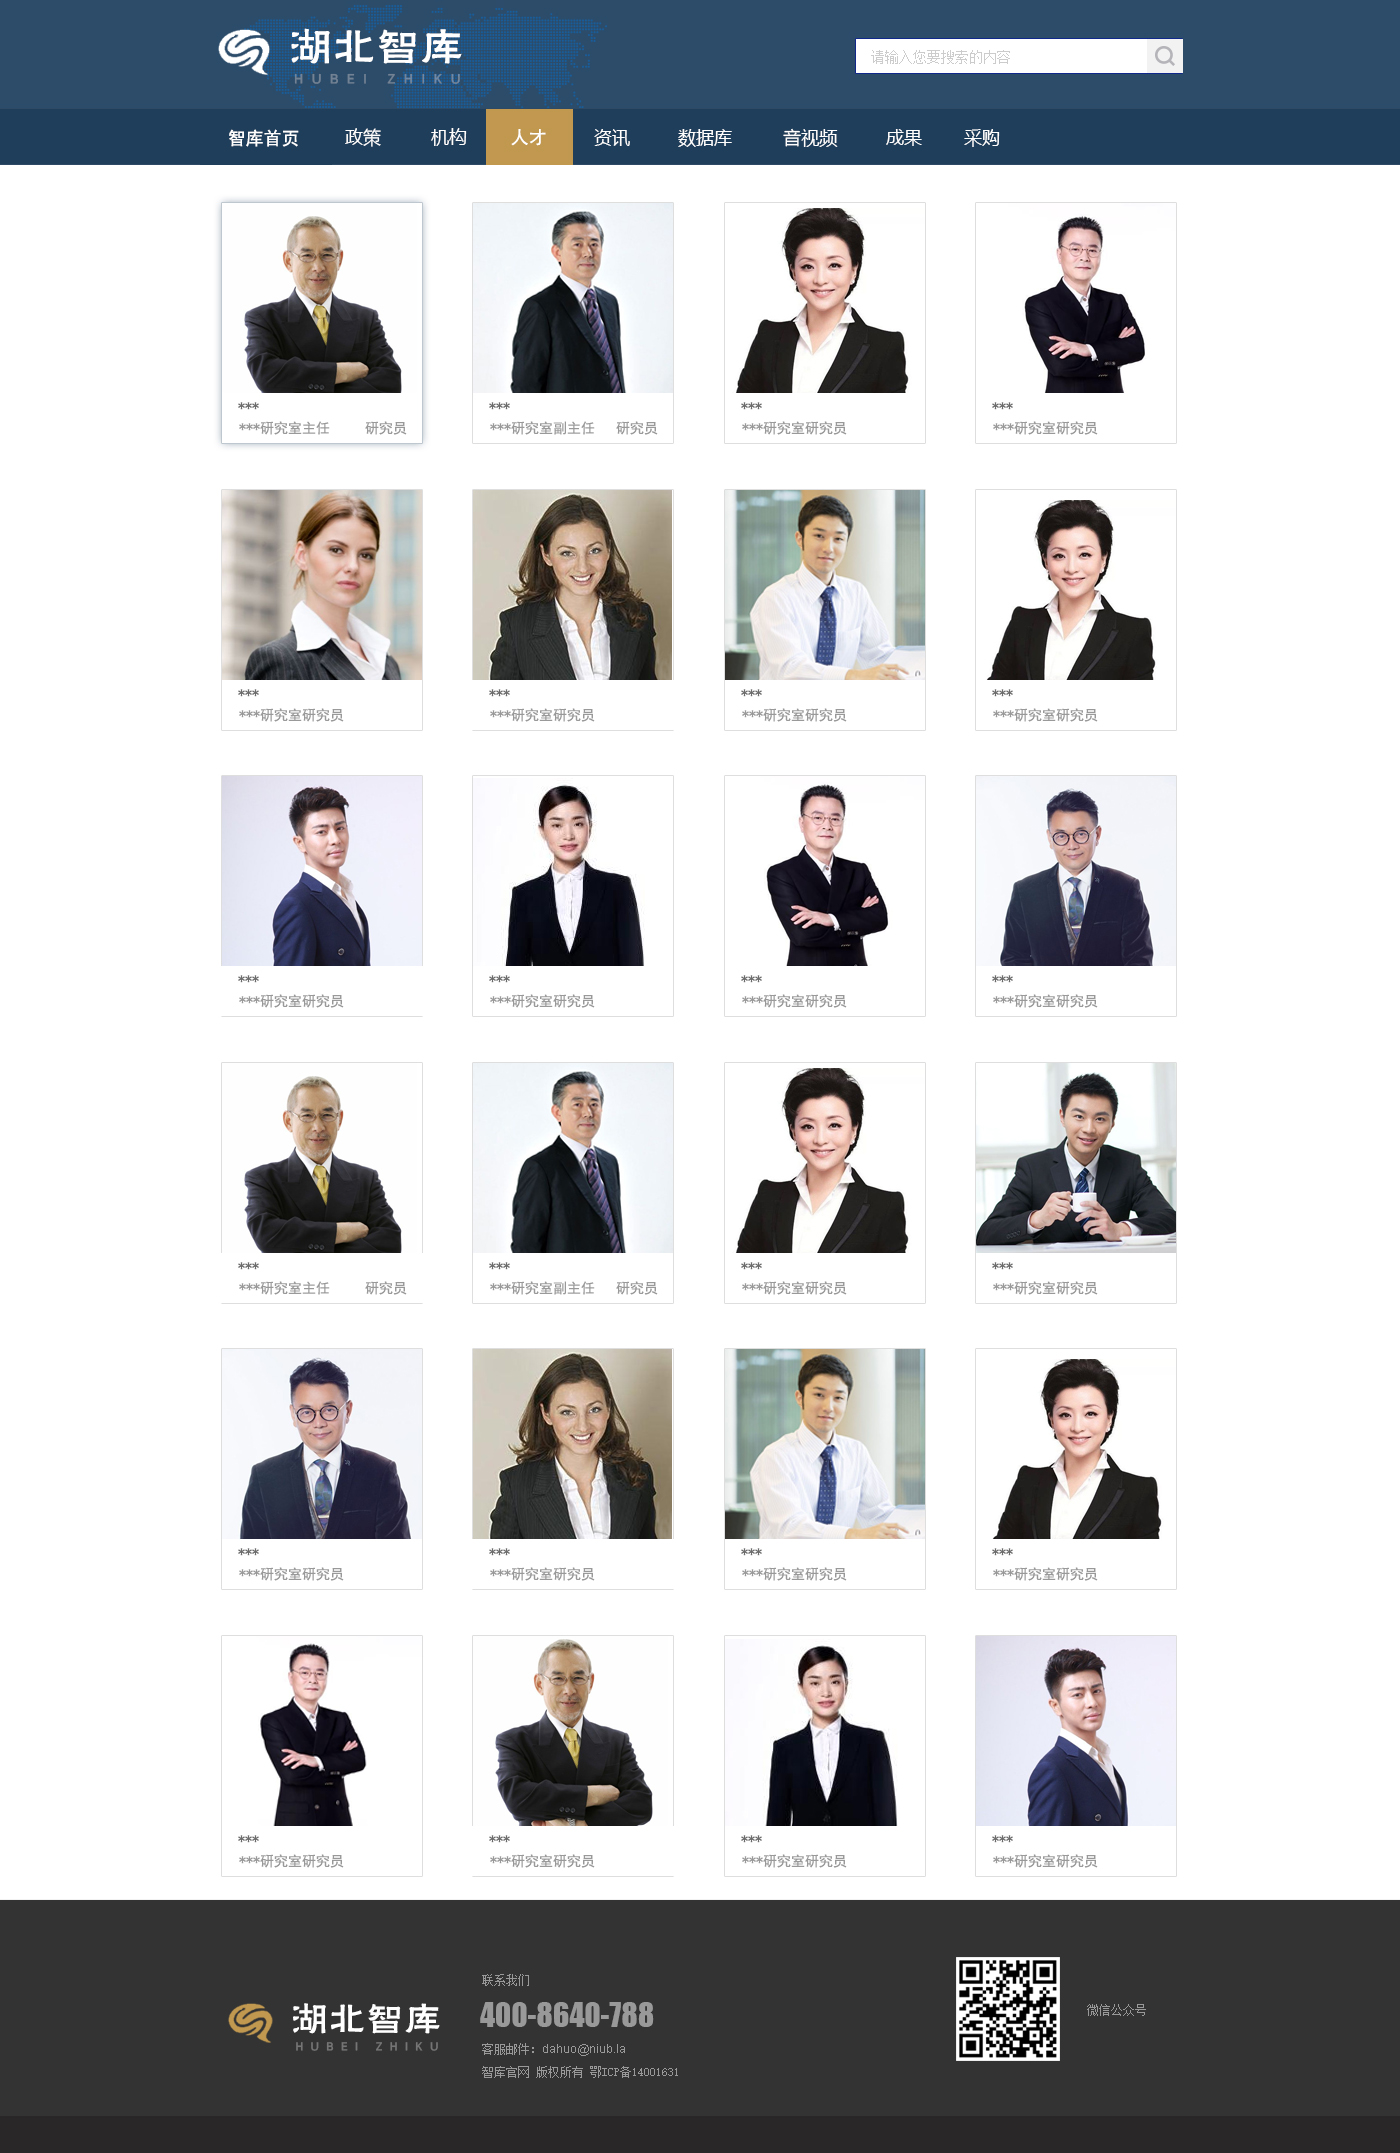 湖北智库
HUBEI ZHIKU
请输入您要搜索的内容
智库首页 政策 机构 人才 资讯 数据库 音视频 成果 采购
*** *** *** ***
***研究室主任 研究员 ***研究室副主任 研究员 ***研究室研究员 ***研究室研究员
*** *** *** ***
***研究室研究员 ***研究室研究员 ***研究室研究员 ***研究室研究员
*** *** *** ***
***研究室研究员 ***研究室研究员 ***研究室研究员 ***研究室研究员
*** *** *** ***
***研究室主任 研究员 ***研究室副主任 研究员 ***研究室研究员 ***研究室研究员
*** *** *** ***
***研究室研究员 ***研究室研究员 ***研究室研究员 ***研究室研究员
*** *** *** ***
***研究室研究员 ***研究室研究员 ***研究室研究员 ***研究室研究员
湖北智库
HUBEI ZHIKU
联系我们
400-8640-788
客服邮件：dahuo@niub.la
智库官网 版权所有 鄂ICP备14001631
微信公众号